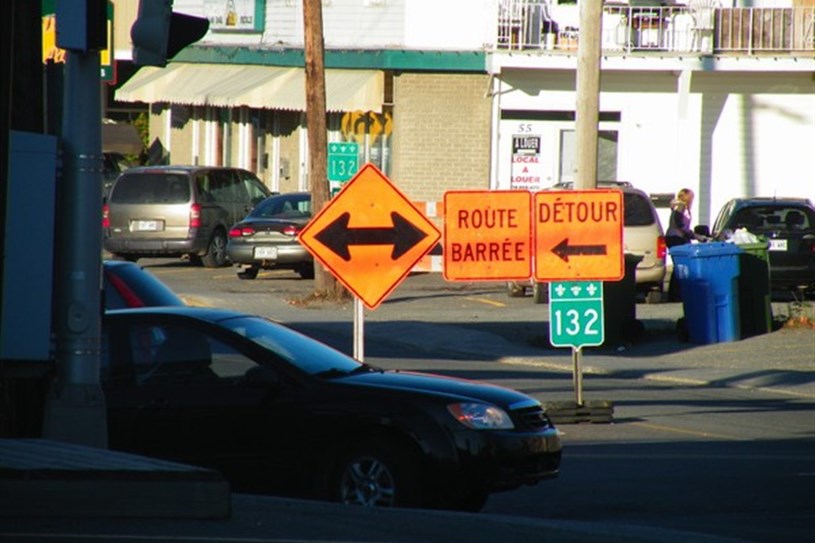 132
ROUTE
BARRÉE
DÉTOUR
132
55
À LOUER
LOCAL
À
LOUER